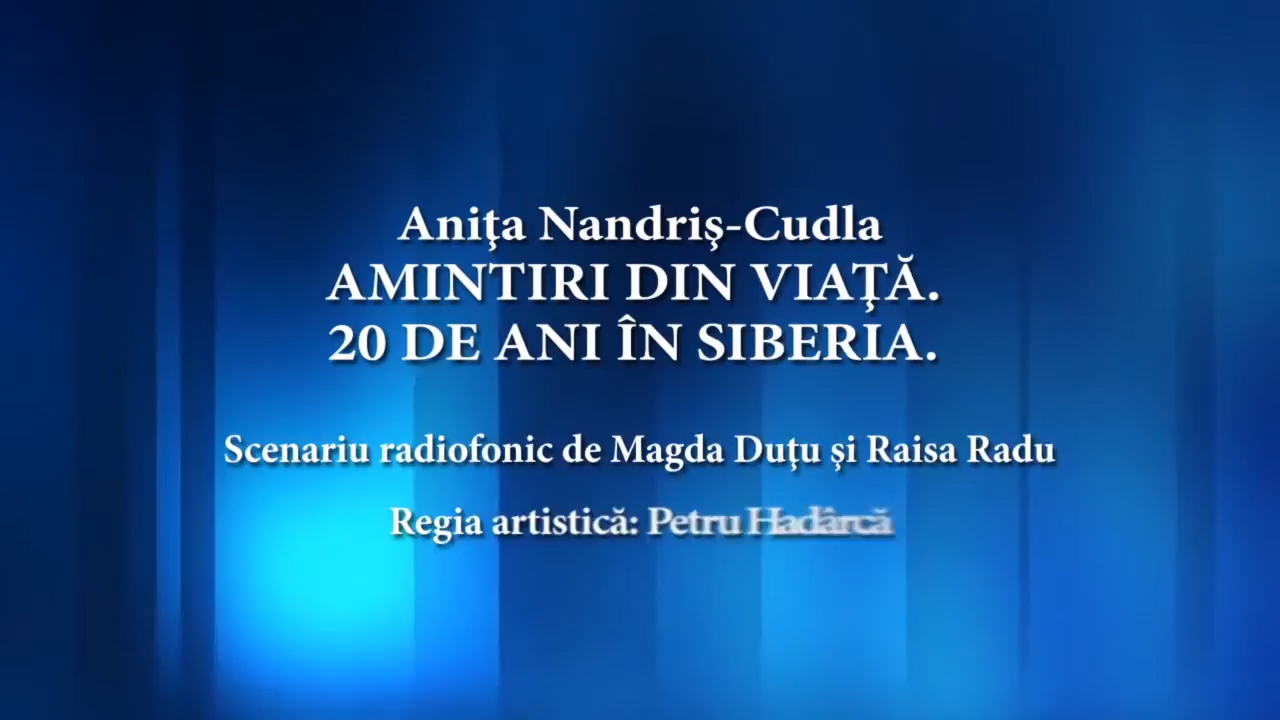 Aniţa Nandriş-Cudla
AMINTIRI DIN VIAŢĂ.
20 DE ANI ÎN SIBERIA.
Scenariu radiofonic de Magda Duţu şi Raisa Radu
Regia artistică: Petru Hadârcă